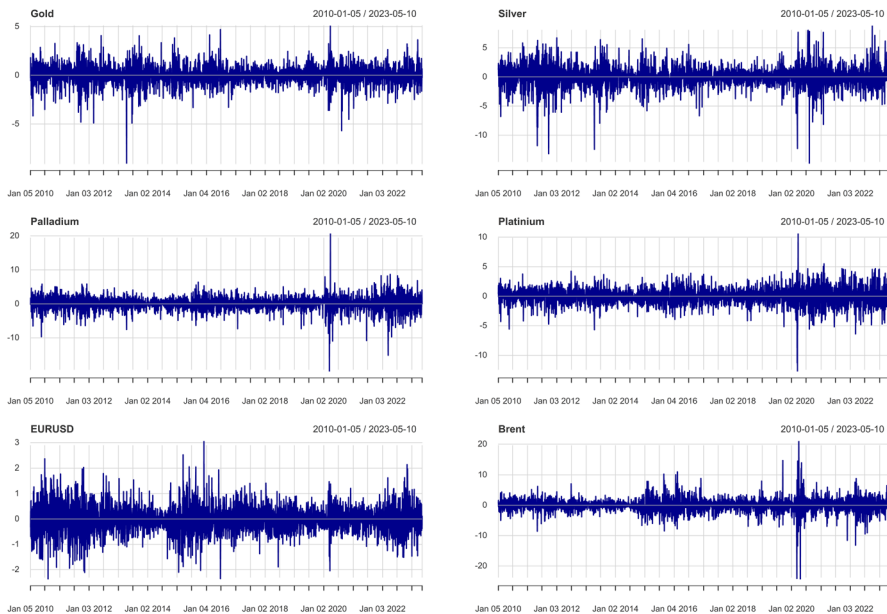 Gold 2010-01-05 / 2023-05-10
5
0
-5
Jan 05 2010 Jan 03 2012 Jan 02 2014 Jan 04 2016 Jan 02 2018 Jan 02 2020 Jan 03 2022
Silver 2010-01-05 / 2023-05-10
5
0
-5
-10
Jan 05 2010 Jan 03 2012 Jan 02 2014 Jan 04 2016 Jan 02 2018 Jan 02 2020 Jan 03 2022
Palladium 2010-01-05 / 2023-05-10
20
10
0
-10
Jan 05 2010 Jan 03 2012 Jan 02 2014 Jan 04 2016 Jan 02 2018 Jan 02 2020 Jan 03 2022
Platinium 2010-01-05 / 2023-05-10
10
5
0
-5
-10
Jan 05 2010 Jan 03 2012 Jan 02 2014 Jan 04 2016 Jan 02 2018 Jan 02 2020 Jan 03 2022
EURUSD 2010-01-05 / 2023-05-10
3
2
1
0
-1
-2
Jan 05 2010 Jan 03 2012 Jan 02 2014 Jan 04 2016 Jan 02 2018 Jan 02 2020 Jan 03 2022
Brent 2010-01-05 / 2023-05-10
20
10
0
-10
-20
Jan 05 2010 Jan 03 2012 Jan 02 2014 Jan 04 2016 Jan 02 2018 Jan 02 2020 Jan 03 2022